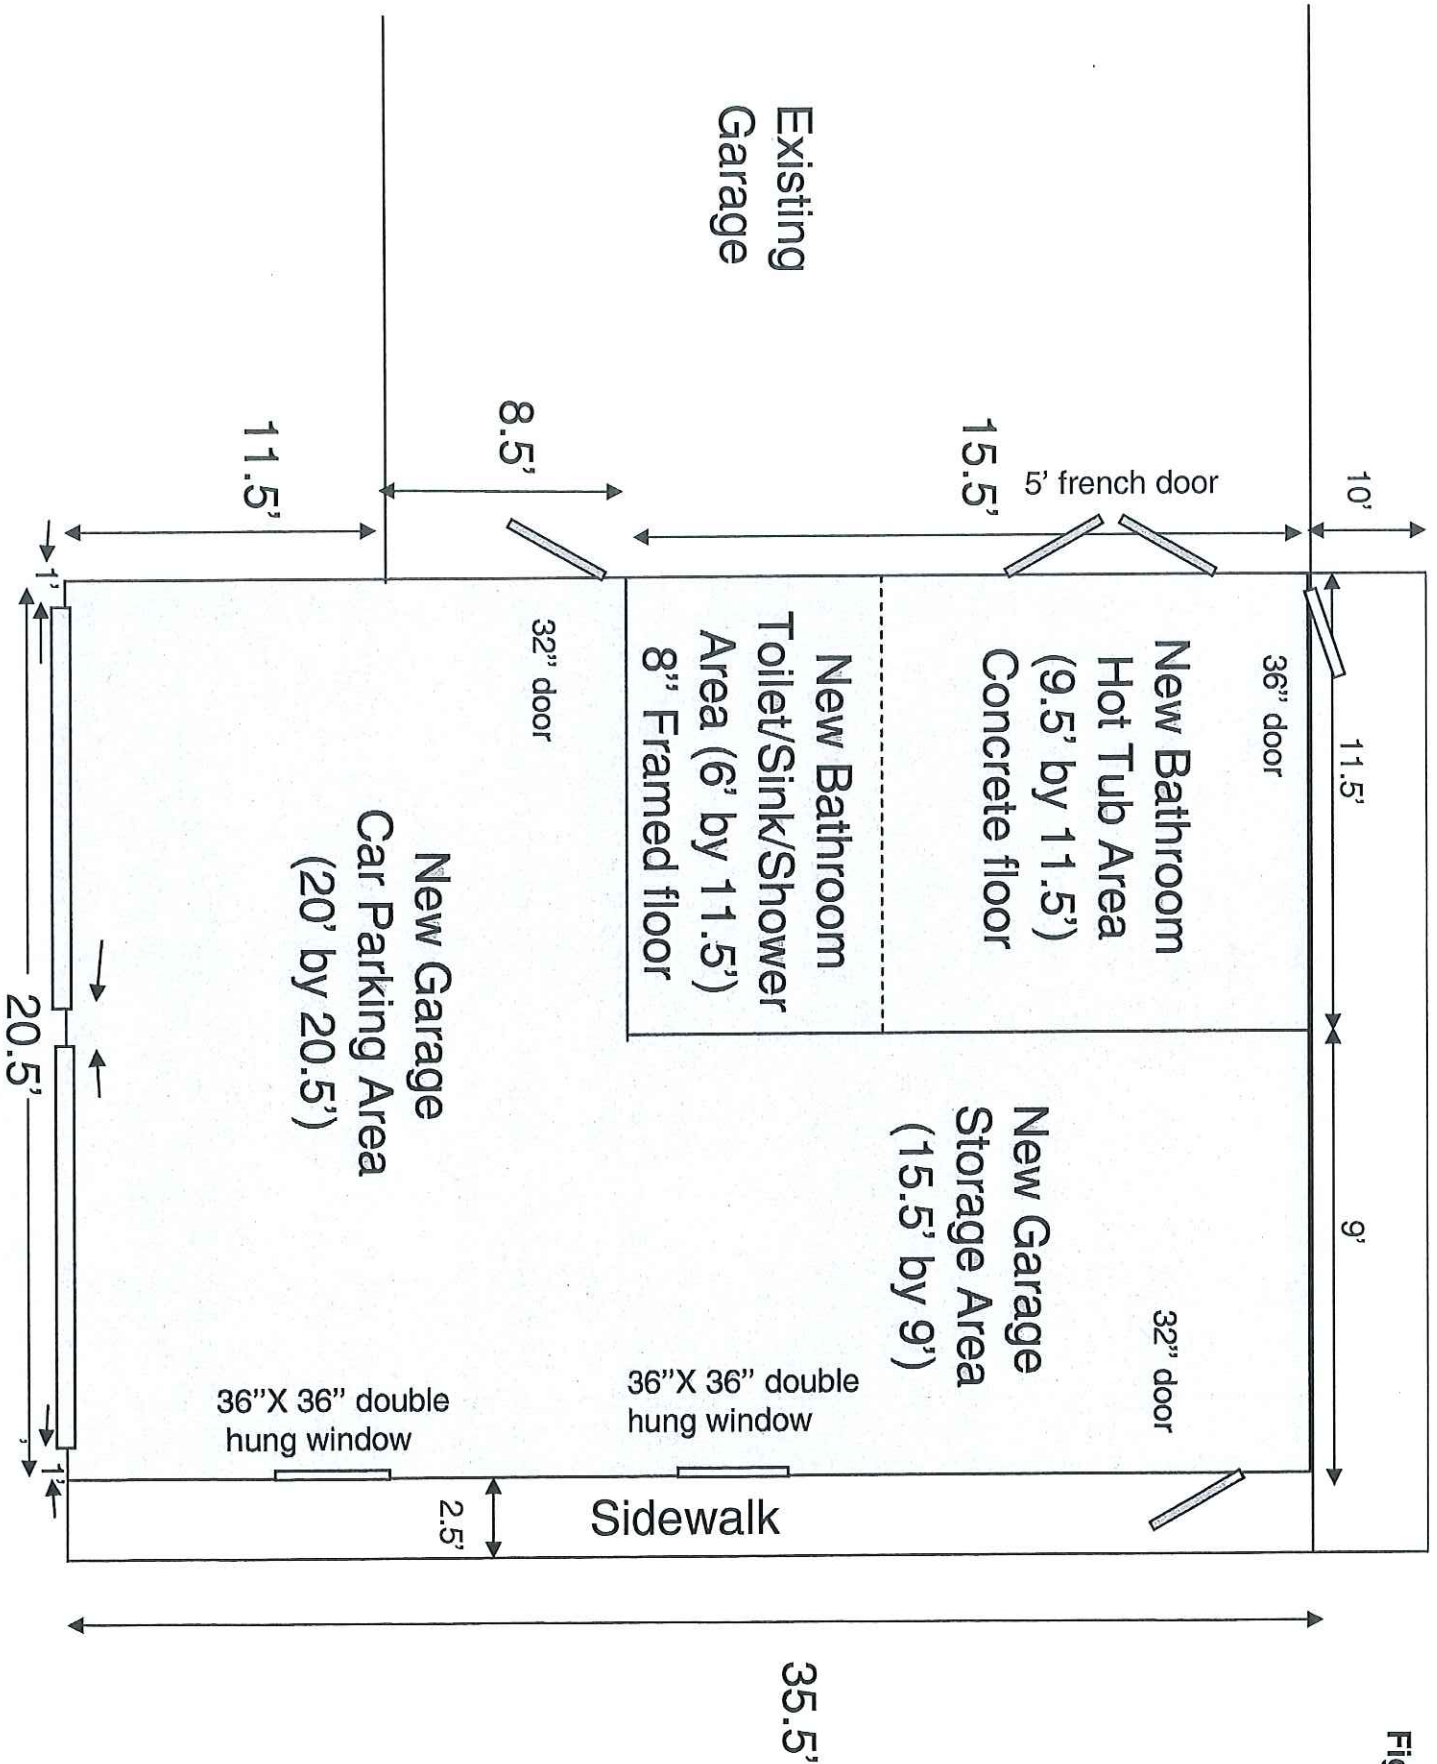 Existing
Garage
10'
5' french door
15.5'
8.5'
11.5'
1'
36” door
11.5'
New Bathroom
Hot Tub Area
(9.5' by 11.5')
Concrete floor
New Bathroom
Toilet/Sink/Shower
Area (6' by 11.5')
8” Framed floor
32” door
New Garage
Car Parking Area
(20' by 20.5')
20.5'
9'
New Garage
Storage Area
(15.5' by 9')
32” door
36”X 36” double
hung window
36”X 36” double
hung window
1'
2.5'
Sidewalk
35.5'